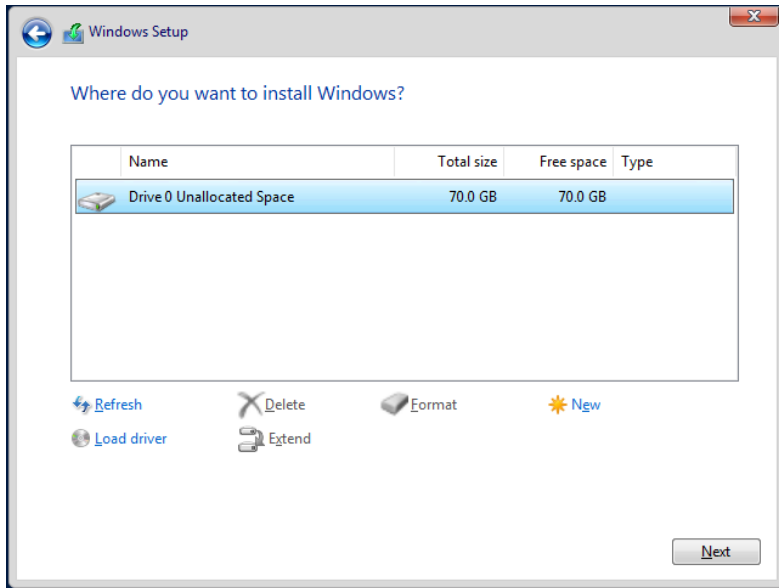 Windows Setup
Where do you want to install Windows?
Name Total size Free space Type
Drive 0 Unallocated Space 70.0 GB 70.0 GB
Refresh Delete Format New
Load driver Extend
Next